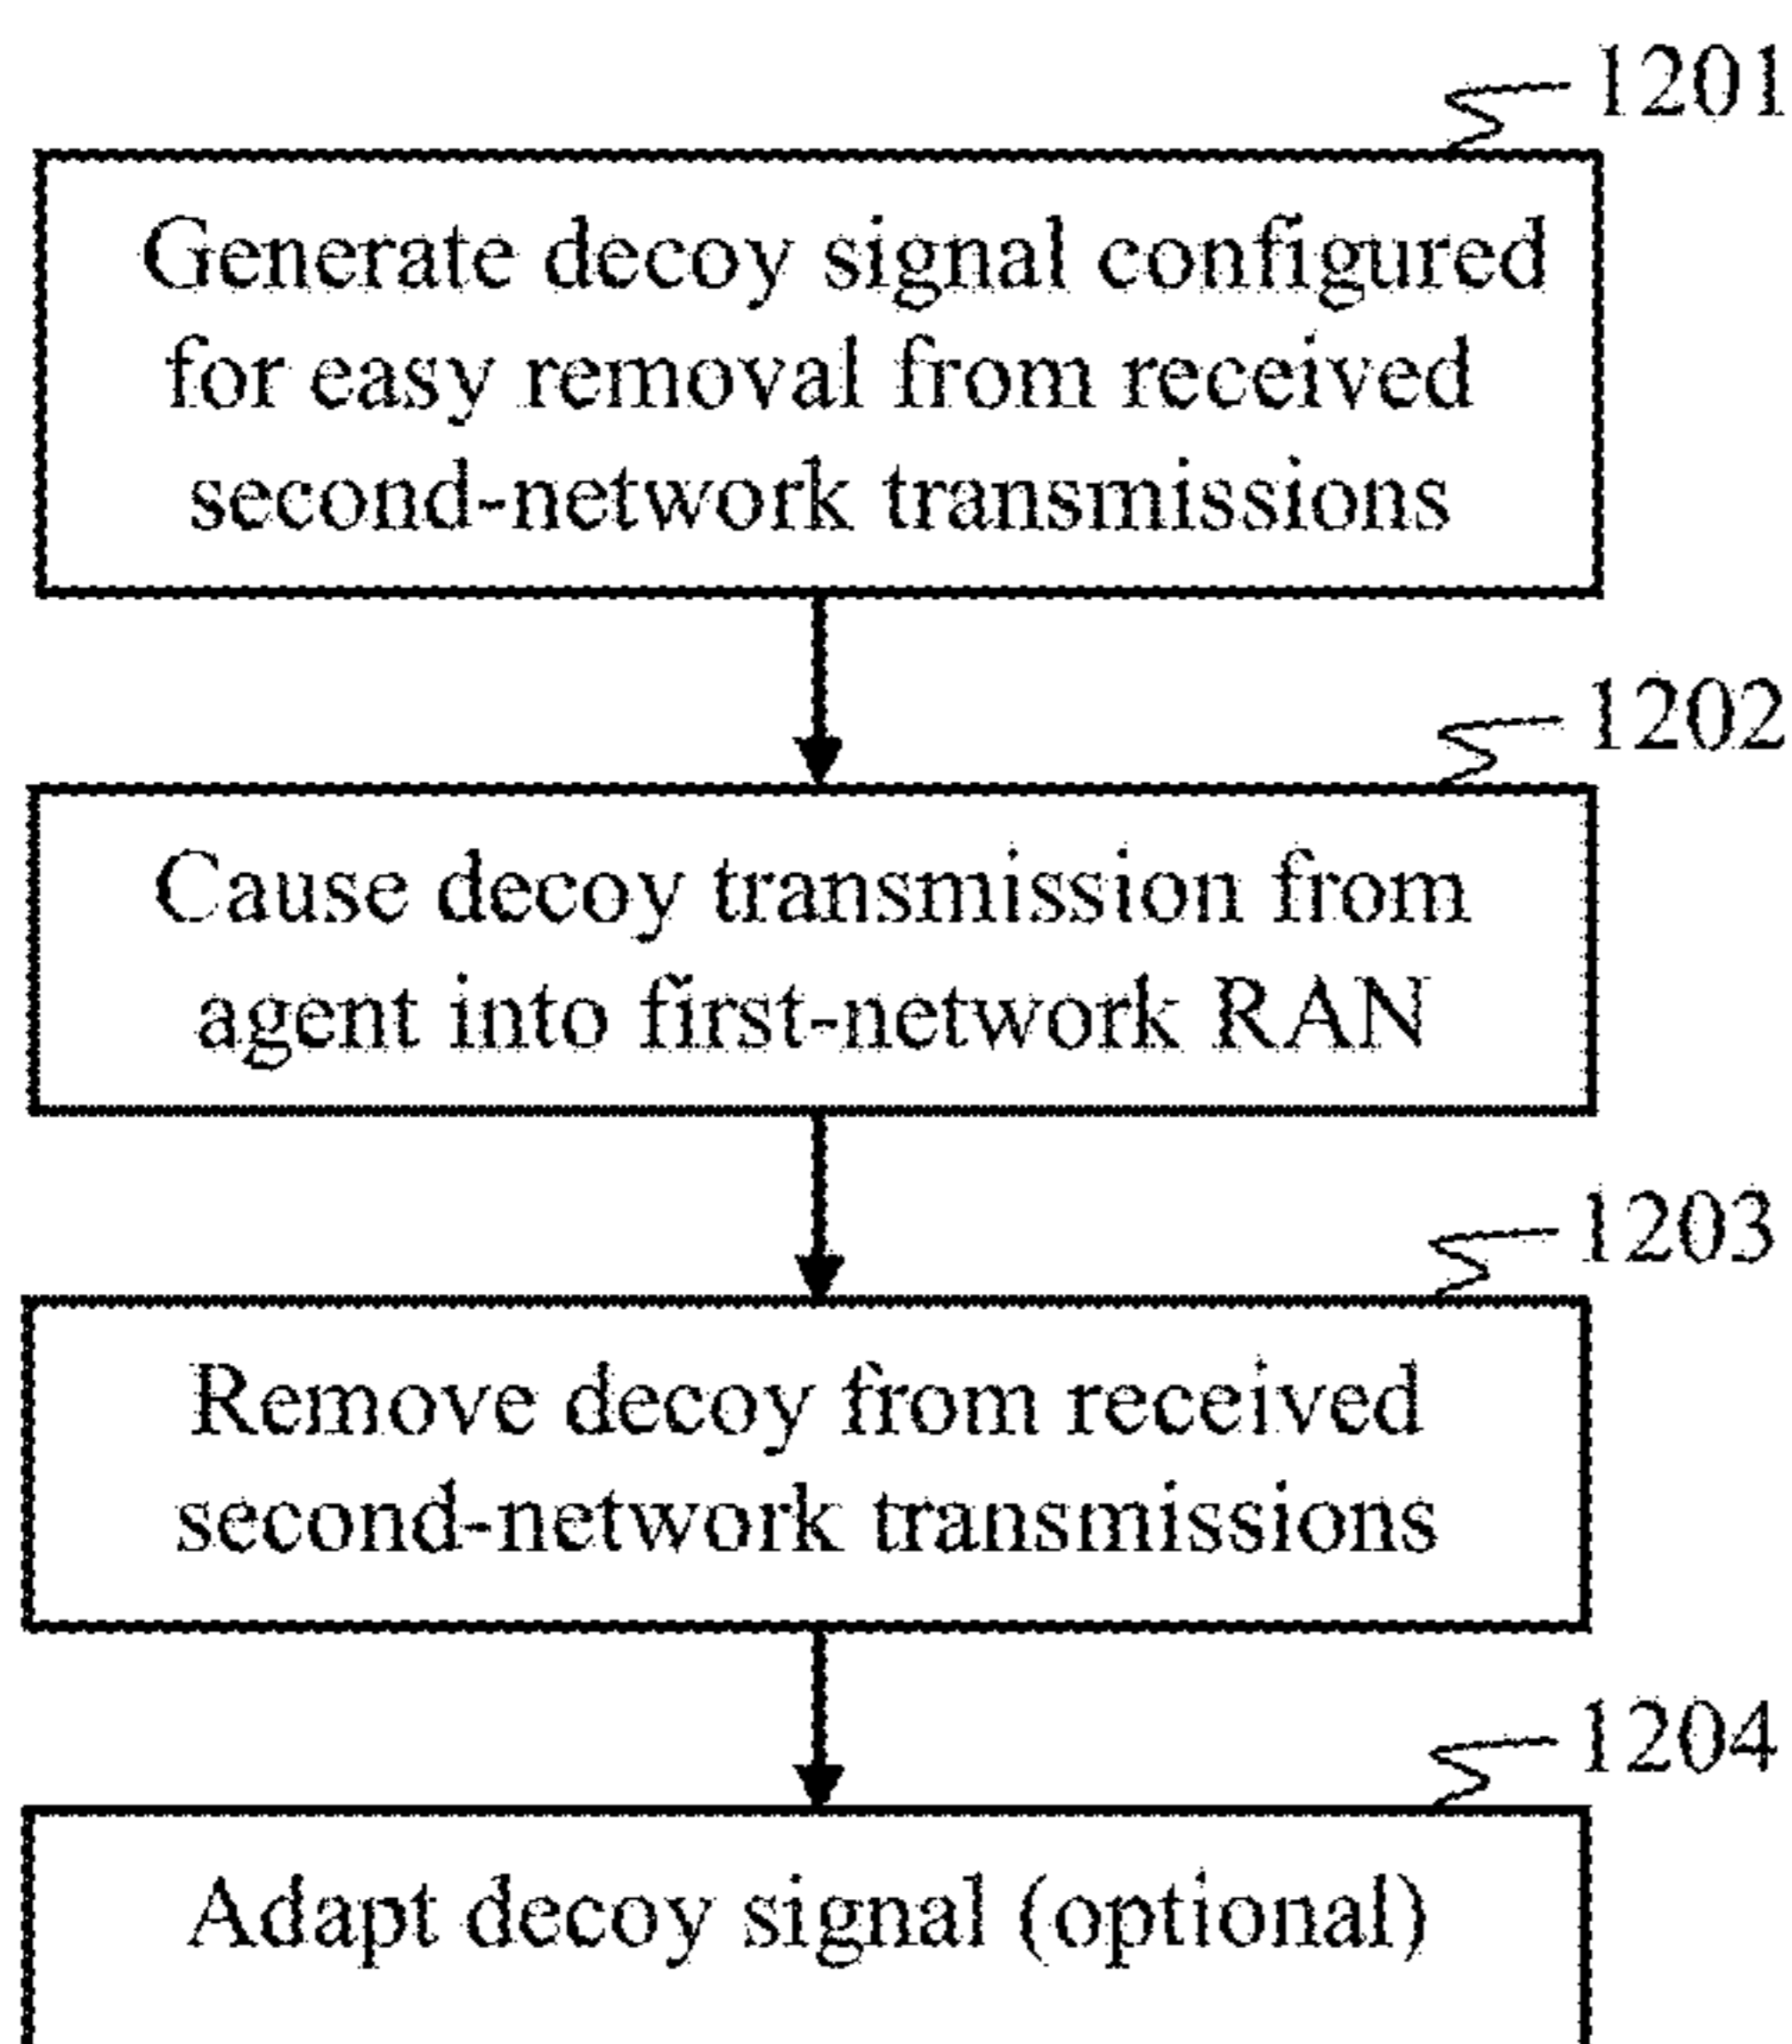 1201
Generate decoy signal configured
for easy removal from received
second-network transmissions
1202
Cause decoy transmission from
agent into first-network RAN
1203
Remove decoy from received
second-network transmissions
1204
Adapt decoy signal (optional)